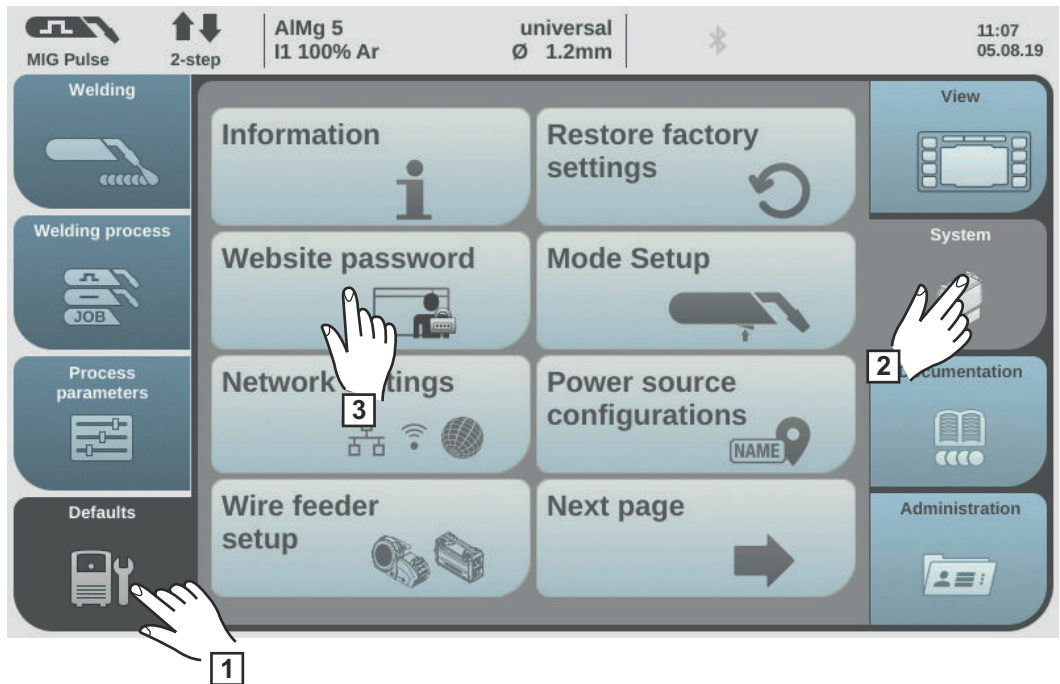 MIG Pulse
2-step
AlMg 5
I1 100% Ar
universal
Ø 1.2mm
11:07
05.08.19
Welding
Welding process
JOB
Process
parameters
Defaults
Information
Restore factory
settings
Website password
Mode Setup
Network tings
Power source
configurations
NAME
Wire feeder
setup
Next page
View
System
cumentation
Administration
1
2
3